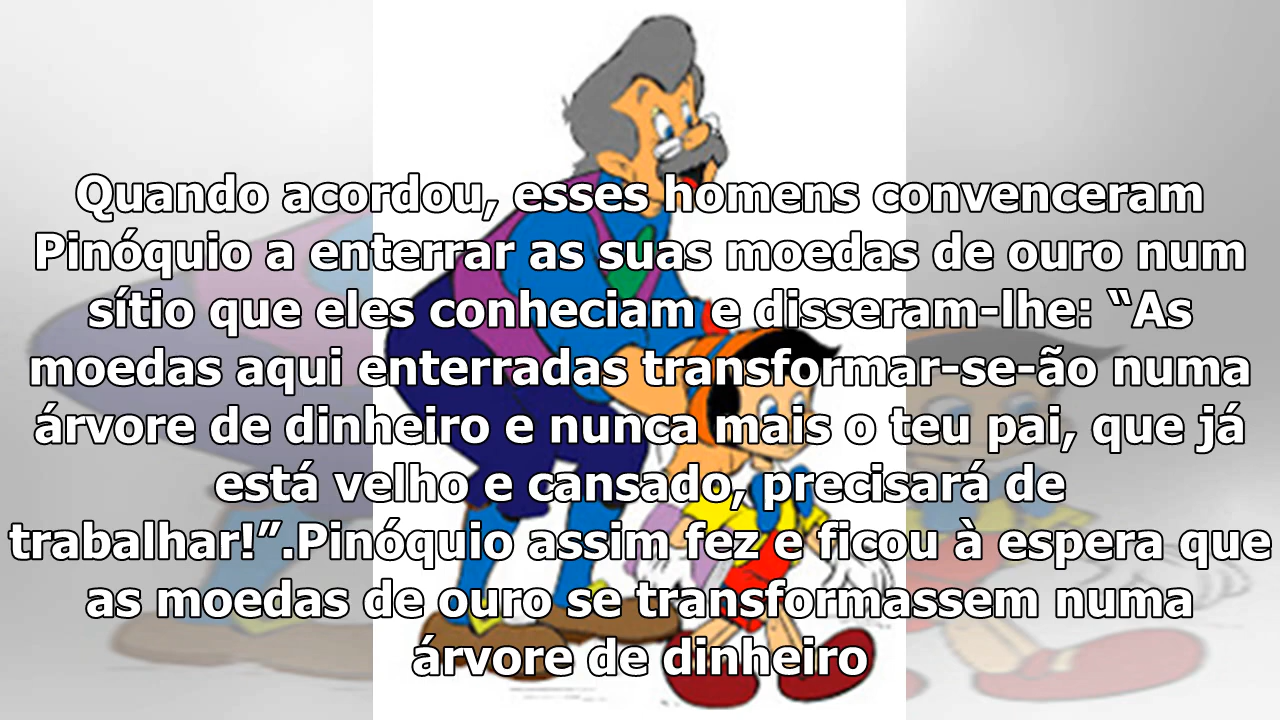 Quando acordou, esses homens convenceram
Pinóquio a enterrar as suas moedas de ouro num
sítio que eles conheciam e disseram-lhe: “As
moedas aqui enterradas transformar-se-ão numa
árvore de dinheiro e nunca mais o teu pai, que já
está velho e cansado, precisará de
trabalhar!”.Pinóquio assim fez e ficou à espera que
as moedas de ouro se transformassem numa
árvore de dinheiro